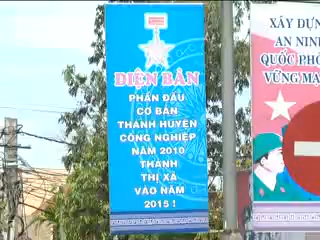 ĐIỆN BÀN
PHẤN ĐẤU
CƠ BẢN
THÀNH HUYỆN
CÔNG NGHIỆP
NĂM 2010
THÀNH
THỊ XÃ
VÀO NĂM
2015 !
XÂY DỰN
AN NINH
QUỐC PHÒ
VỮNG MẠ